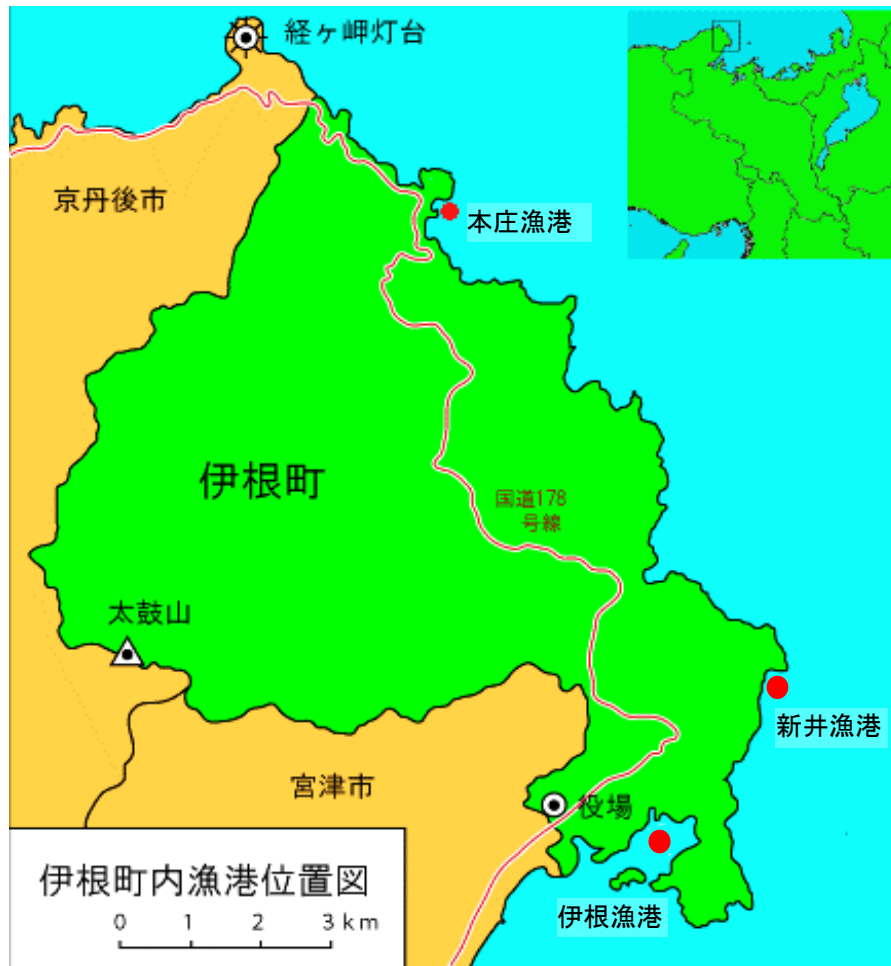 経ヶ岬灯台
京丹後市
本庄漁港
伊根町
国道178
号線
太鼓山
新井漁港
宮津市
役場
伊根漁港
伊根町内漁港位置図
0 1 2 3 km